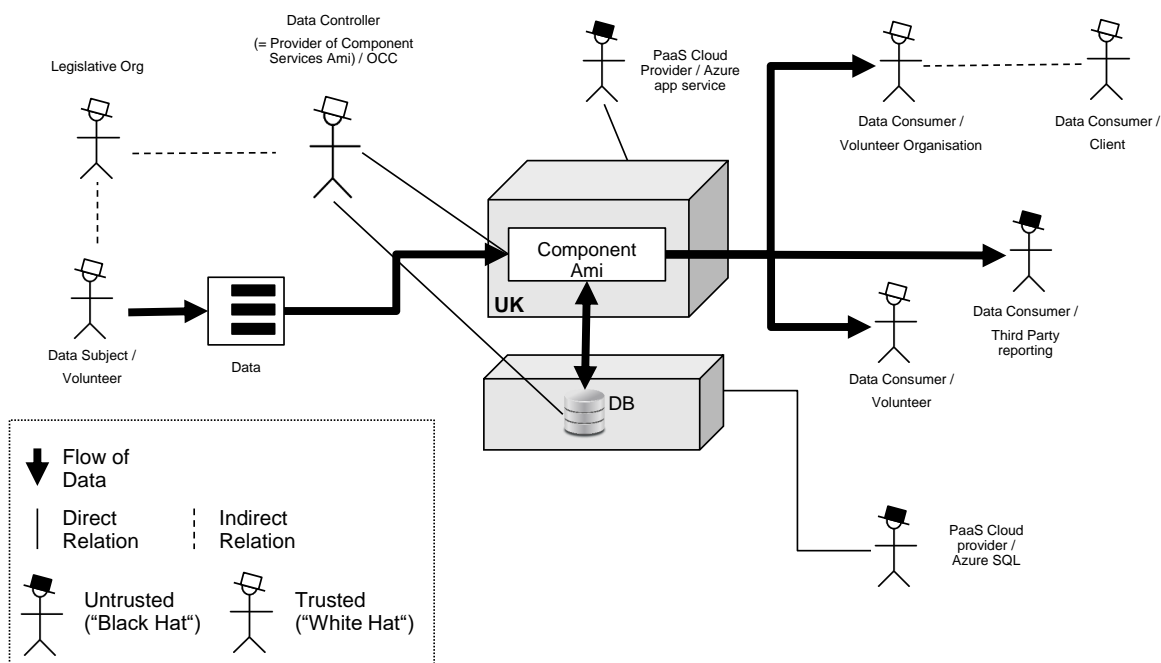 Data Controller
(= Provider of Component
Services Ami) / OCC
Legislative Org
PaaS Cloud
Provider / Azure
app service
Data Consumer /
Volunteer Organisation
Data Consumer /
Client
Component
Ami
UK
Data Consumer /
Third Party
reporting
Data Subject /
Volunteer
Data
Data Consumer /
Volunteer
DB
Flow of
Data
Direct
Relation
Indirect
Relation
Untrusted
(“Black Hat“)
Trusted
(“White Hat“)
PaaS Cloud
provider /
Azure SQL